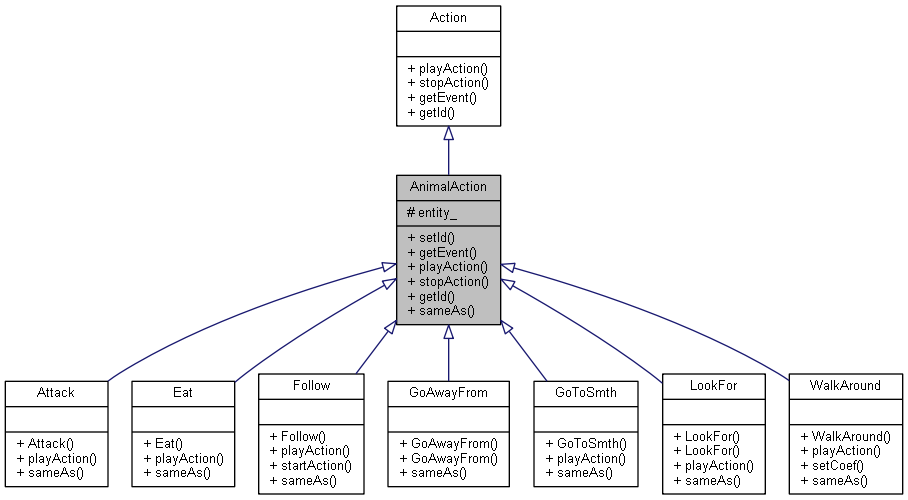 Action
+ playAction()
+ stopAction()
+ getEvent()
+ getId()
AnimalAction
# entity_
+ setId()
+ getEvent()
+ playAction()
+ stopAction()
+ getId()
+ sameAs()
Attack
+ Attack()
+ playAction()
+ sameAs()
Eat
+ Eat()
+ playAction()
+ sameAs()
Follow
+ Follow()
+ playAction()
+ startAction()
+ sameAs()
GoAwayFrom
+ GoAwayFrom()
+ GoAwayFrom()
+ sameAs()
GoToSmth
+ GoToSmth()
+ playAction()
+ sameAs()
LookFor
+ LookFor()
+ LookFor()
+ playAction()
+ sameAs()
WalkAround
+ WalkAround()
+ playAction()
+ setCoef()
+ sameAs()